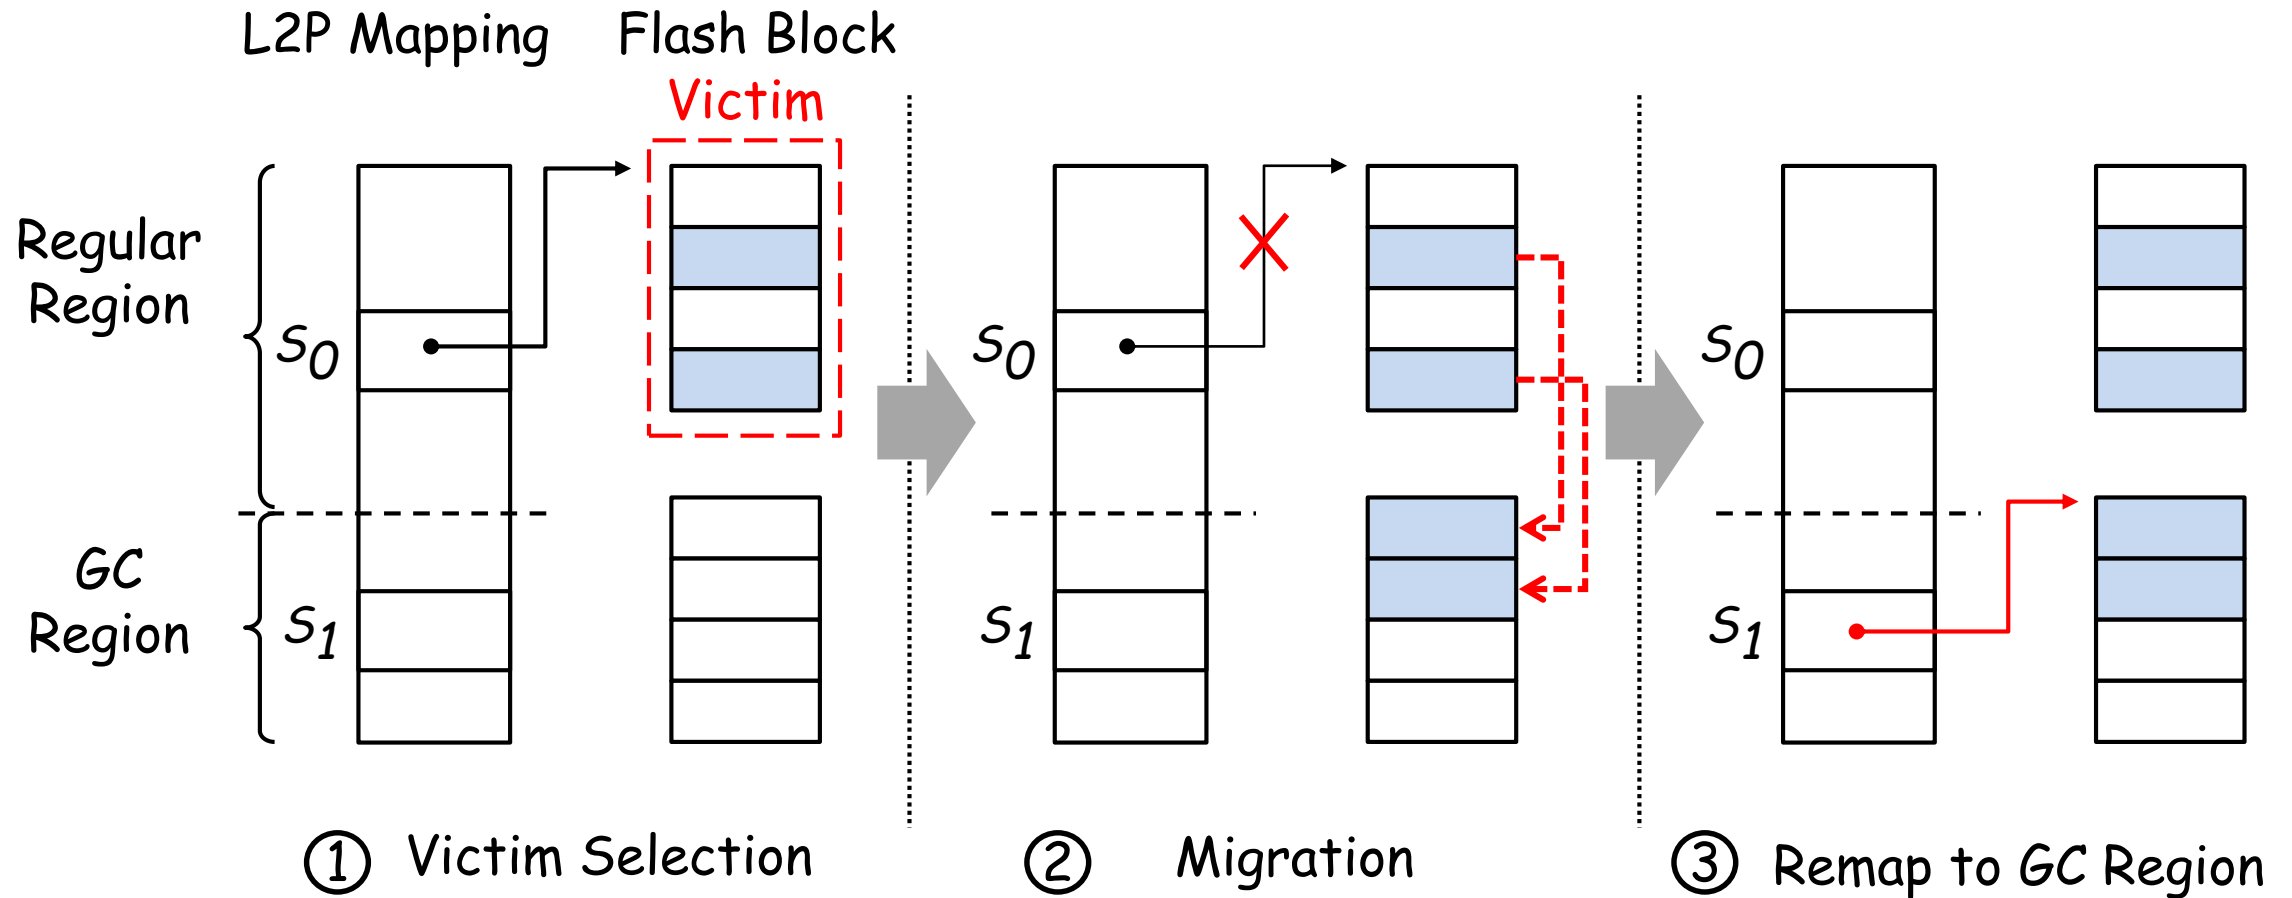 L2P Mapping
Flash Block
Victim
Regular
Region
S0
GC
Region
S1
S0
S1
S0
S1
① Victim Selection
② Migration
③ Remap to GC Region